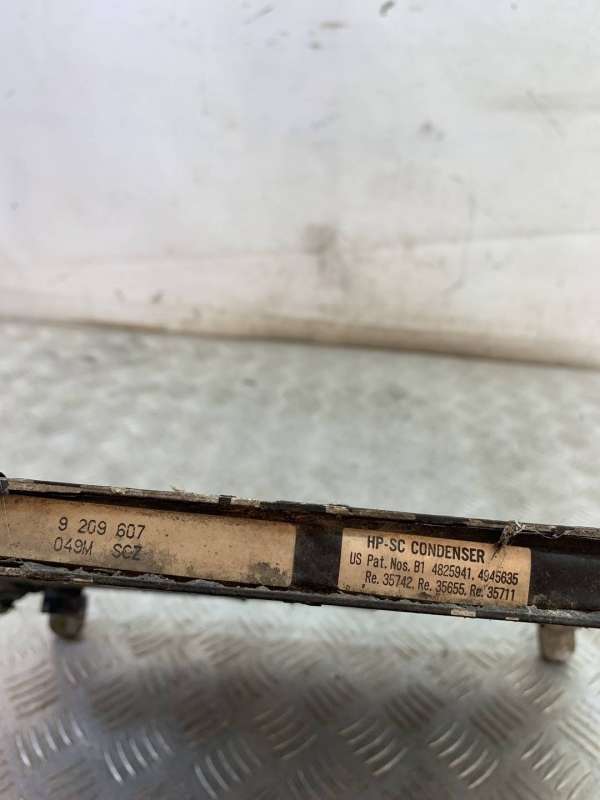 9 209 607
049M SCZ
HP-SC CONDENSER
US Pat. Nos. B1 4825941. 4945635
Re. 35742. Re. 35655. Re. 35711